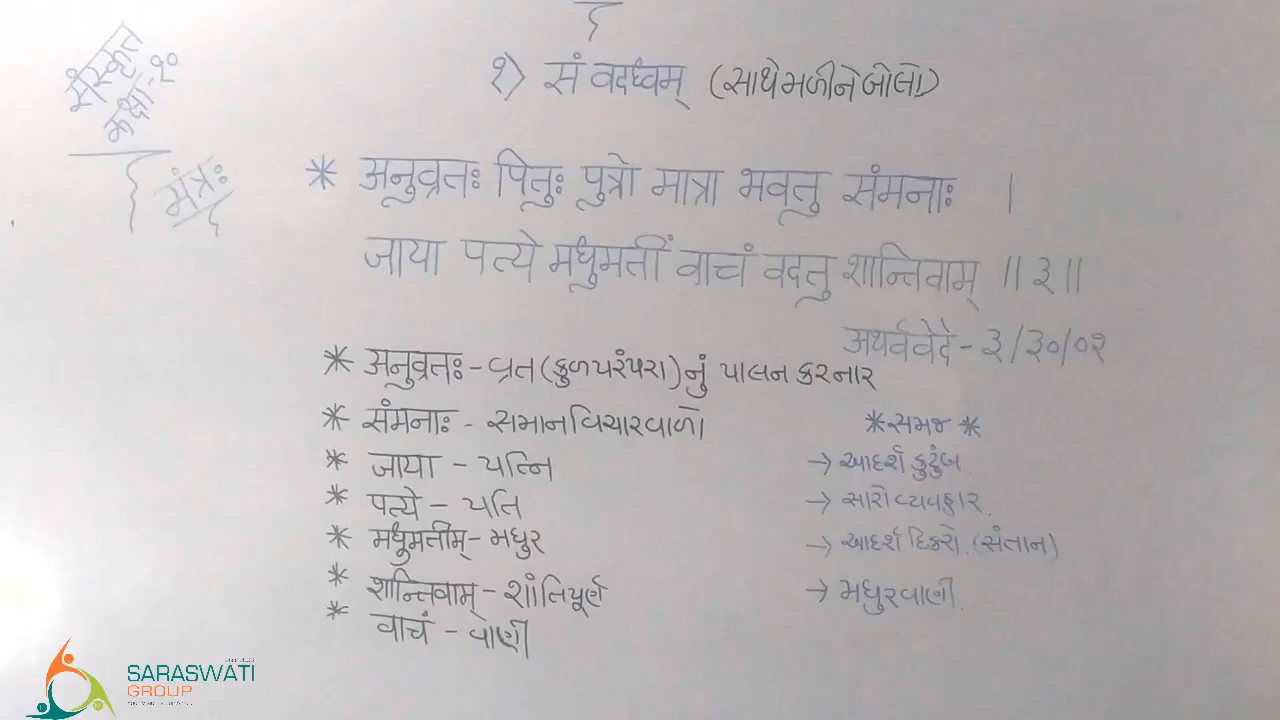 संस्कृत
कक्षा-१०
मंत्रः
१) सं वदध्वम् (સાથેમળીને બોલો)
* अनुव्रतः पितुः पुत्रो मात्रा भवतु संमनाः ।
जाया पत्ये मधुमतीं वाचं वदतु शान्तिवाम् ॥३॥
अथर्ववेदे - ३/३०/०२
* अनुव्रतः - વ્રત (કુળપરંપરા)નું પાલન કરનાર
* संमनाः - સમાનવિચારવાળો
* जाया - પત્નિ
* पत्ये - પતિ
* मधुमतीम् - મધુર
* शान्तिवाम् - શાંતિપૂર્ણ
* वाचं - વાણી
*સમજ *
→ આદર્શ કુટુંબ.
→ સારો વ્યવહાર.
→ આદર્શ દિકરો. (સંતાન)
→ મધુરવાણી.
SARASWATI
GROUP